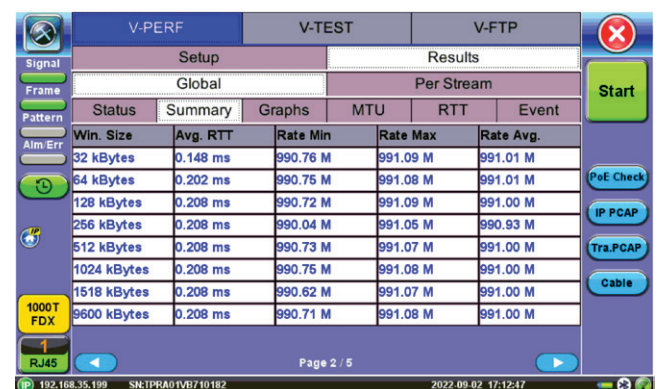 V-PERF V-TEST V-FTP
Signal Setup Results
Frame Global Per Stream Start
Pattern Status Summary Graphs MTU RTT Event
Alm/Err Win. Size Avg. RTT Rate Min Rate Max Rate Avg.
32 kBytes 0.148 ms 990.76 M 991.09 M 991.01 M
64 kBytes 0.202 ms 990.75 M 991.08 M 991.01 M PoE Check
128 kBytes 0.208 ms 990.72 M 991.09 M 991.00 M
256 kBytes 0.208 ms 990.04 M 991.05 M 990.93 M IP PCAP
IP 512 kBytes 0.208 ms 990.73 M 991.07 M 991.00 M Tra.PCAP
1024 kBytes 0.208 ms 990.75 M 991.08 M 991.00 M
1518 kBytes 0.208 ms 990.62 M 991.07 M 991.00 M Cable
9600 kBytes 0.208 ms 990.71 M 991.08 M 991.00 M
1000T
FDX
1
RJ45 Page 2 / 5
IP 192.168.35.199 SN:TPRA01VB710182 2022-09-02 17:12:47